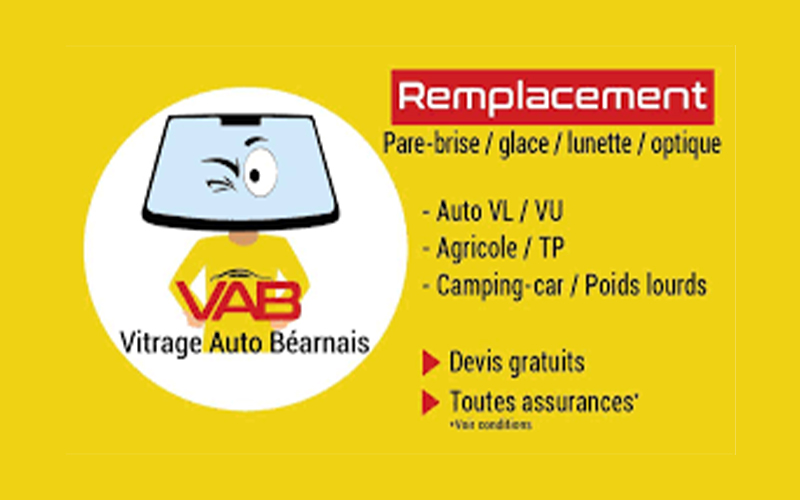 Remplacement
Pare-brise / glace / lunette / optique
- Auto VL / VU
- Agricole / TP
- Camping-car / Poids lourds
VAB
Vitrage Auto Béarnais
Devis gratuits
Toutes assurances*
*Voir conditions